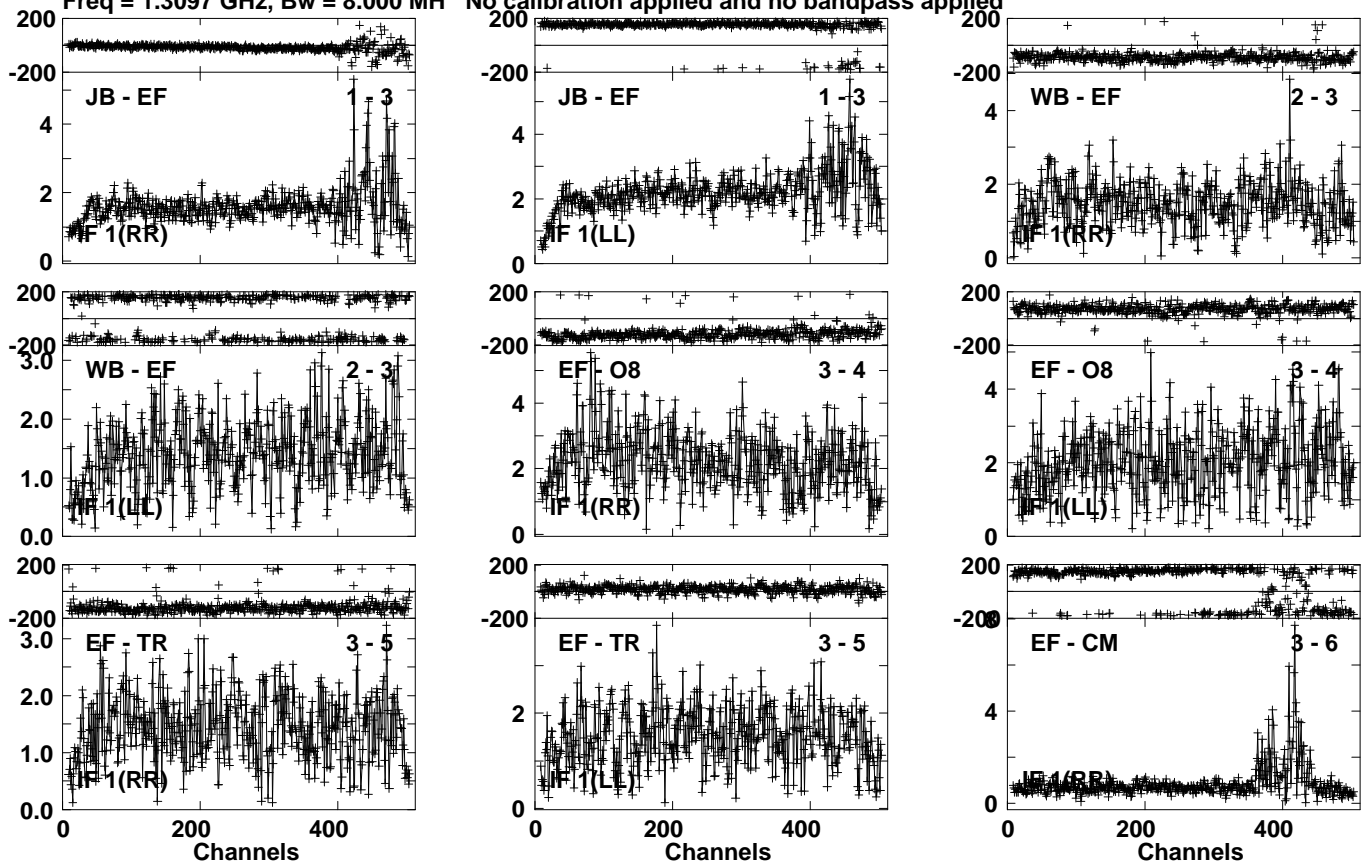 Freq = 1.3097 GHz, Bw = 8.000 MH No calibration applied and no bandpass applied
200
-200
JB - EF 1 - 3
4
2
0
IF 1(RR)
JB - EF 1 - 3
4
2
0
IF 1(LL)
200
-200
WB - EF 2 - 3
4
2
0
IF 1(RR)
200
-200
WB - EF 2 - 3
3.0
2.0
1.0
0.0
IF 1(LL)
200
-200
EF - O8 3 - 4
4
2
0
IF 1(RR)
200
-200
EF - O8 3 - 4
4
2
0
IF 1(LL)
200
-200
EF - TR 3 - 5
3.0
2.0
1.0
0.0
IF 1(RR)
0 200 400
Channels
200
-200
EF - TR 3 - 5
2
0
IF 1(LL)
0 200 400
Channels
200
-200
8
EF - CM 3 - 6
4
0
IF 1(RR)
0 200 400
Channels